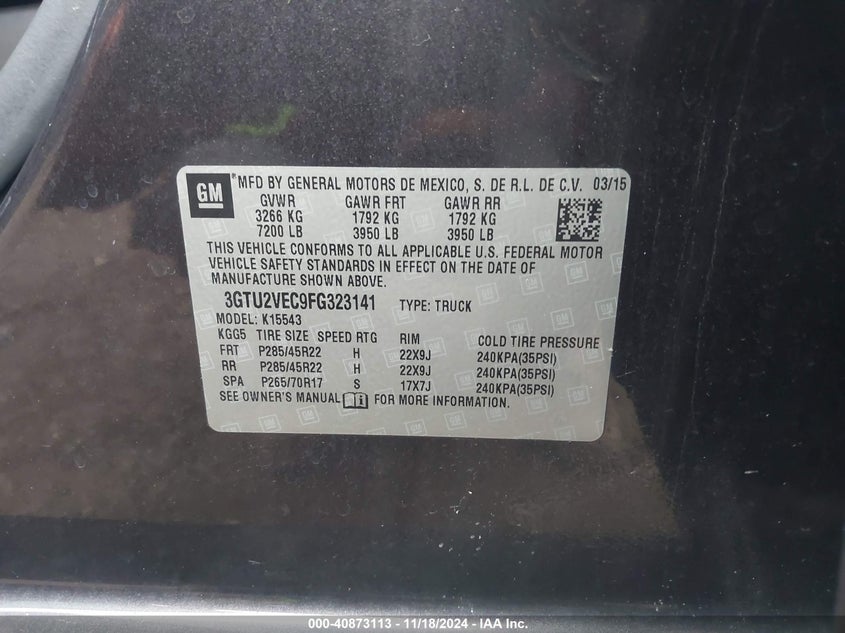 GM
MFD BY GENERAL MOTORS DE MEXICO, S. DE R.L. DE C.V. 03/15
GVWR GAWR FRT GAWR RR
3266 KG 1792 KG 1792 KG
7200 LB 3950 LB 3950 LB
THIS VEHICLE CONFORMS TO ALL APPLICABLE U.S. FEDERAL MOTOR
VEHICLE SAFETY STANDARDS IN EFFECT ON THE DATE OF
MANUFACTURE SHOWN ABOVE.
3GTU2VEC9FG323141 TYPE: TRUCK
MODEL: K15543
KGG5 TIRE SIZE SPEED RTG RIM COLD TIRE PRESSURE
FRT P285/45R22 H 22X9J 240KPA(35PSI)
RR P285/45R22 H 22X9J 240KPA(35PSI)
SPA P265/70R17 S 17X7J 240KPA(35PSI)
SEE OWNER'S MANUAL FOR MORE INFORMATION.
000-40873113 - 11/18/2024 - IAA Inc.